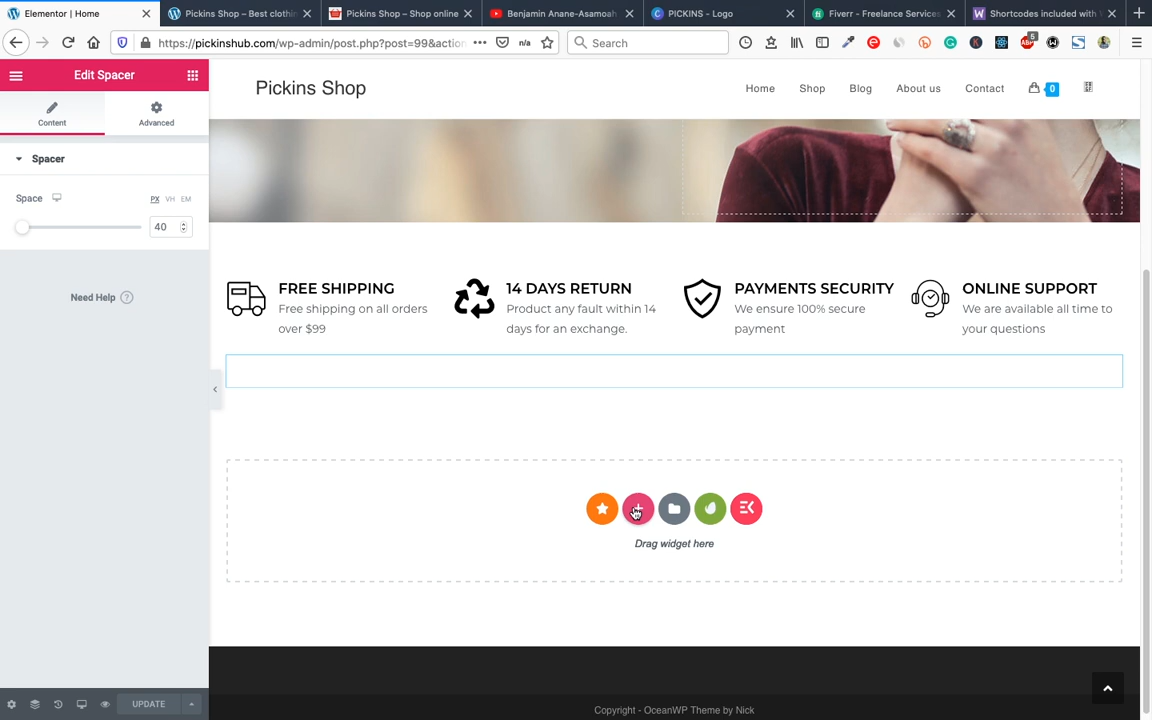 Elementor | Home
Pickins Shop – Best clothin
Pickins Shop – Shop online
Benjamin Anane-Asamoah
PICKINS - Logo
Fiverr - Freelance Services
Shortcodes included with
https://pickinshub.com/wp-admin/post.php?post=99&action
n/a
Search
ABP
5
Edit Spacer
Content
Advanced
Spacer
Space
PX VH EM
40
Need Help ?
UPDATE
Pickins Shop
Home
Shop
Blog
About us
Contact
0
FREE SHIPPING
Free shipping on all orders
over $99
14 DAYS RETURN
Product any fault within 14
days for an exchange.
PAYMENTS SECURITY
We ensure 100% secure
payment
ONLINE SUPPORT
We are available all time to
your questions
Drag widget here
Copyright - OceanWP Theme by Nick